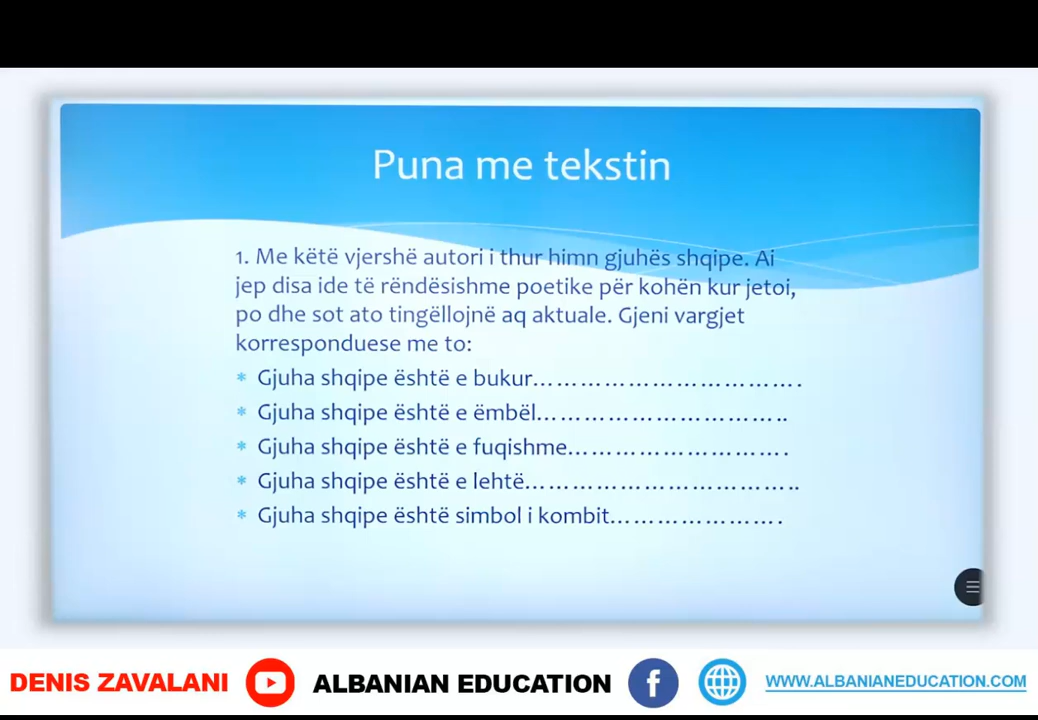 Puna me tekstin
1. Me këtë vjershë autori i thur himn gjuhës shqipe. Ai
jep disa ide të rëndësishme poetike për kohën kur jetoi,
po dhe sot ato tingëllojnë aq aktuale. Gjeni vargjet
korresponduese me to:
* Gjuha shqipe është e bukur…………………………….
* Gjuha shqipe është e ëmbël…………………………..
* Gjuha shqipe është e fuqishme……………………….
* Gjuha shqipe është e lehtë……………………………..
* Gjuha shqipe është simbol i kombit………………….
DENIS ZAVALANI ALBANIAN EDUCATION f WWW.ALBANIANEDUCATION.COM